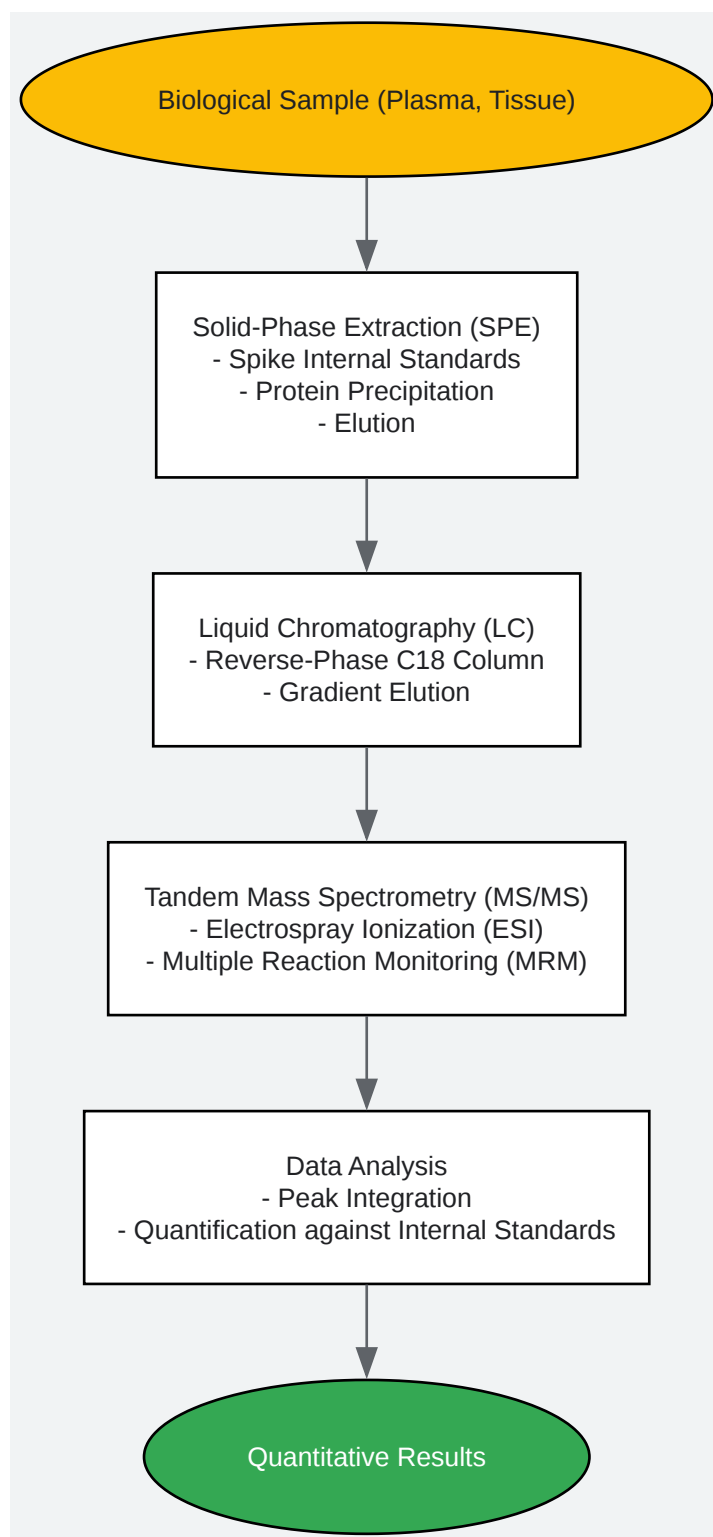 Biological Sample (Plasma, Tissue)
Solid-Phase Extraction (SPE)
- Spike Internal Standards
- Protein Precipitation
- Elution
Liquid Chromatography (LC)
- Reverse-Phase C18 Column
- Gradient Elution
Tandem Mass Spectrometry (MS/MS)
- Electrospray Ionization (ESI)
- Multiple Reaction Monitoring (MRM)
Data Analysis
- Peak Integration
- Quantification against Internal Standards
Quantitative Results